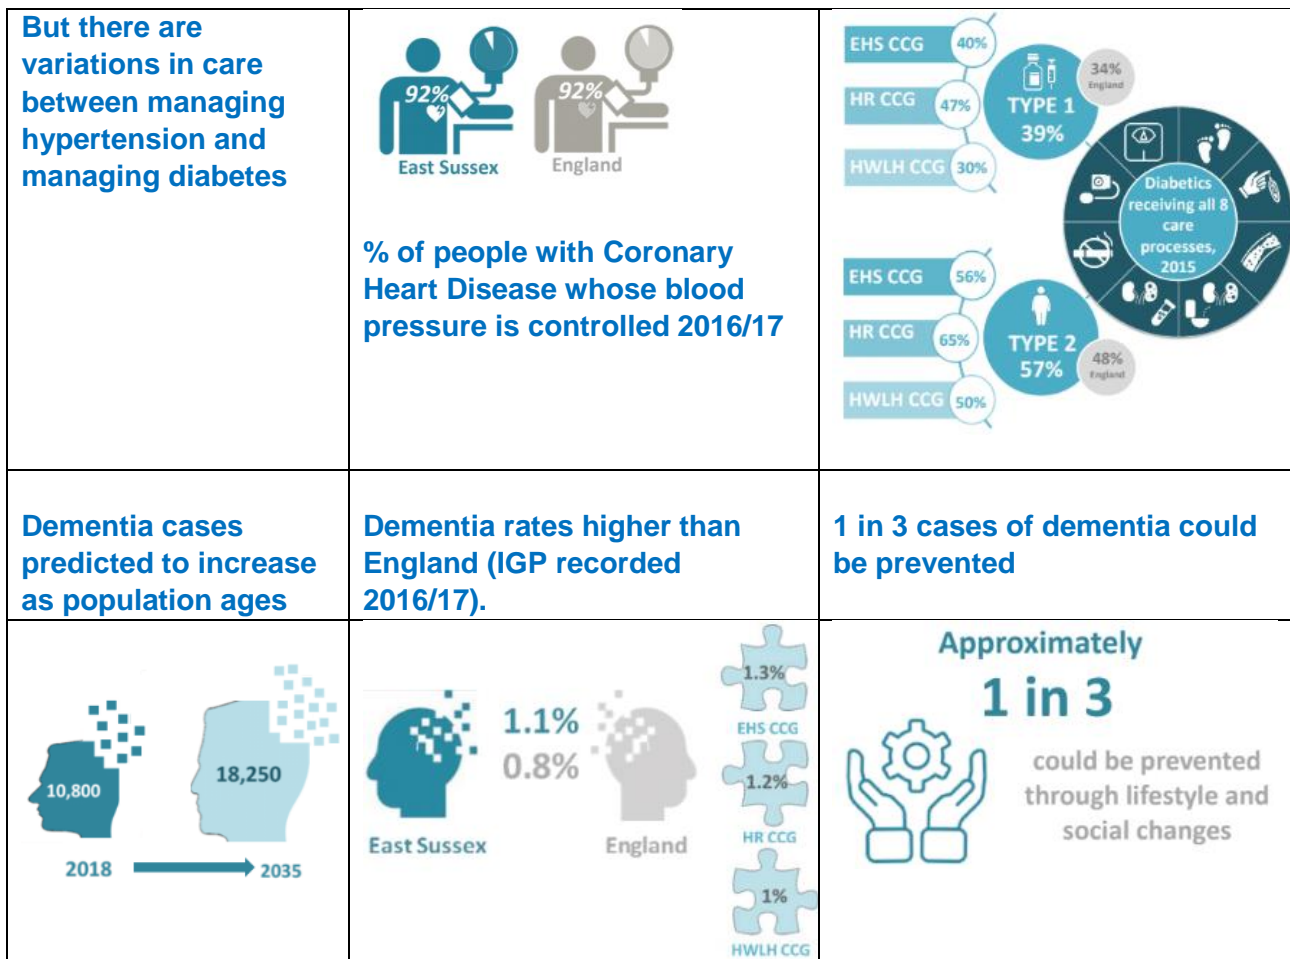 But there are
variations in care
between managing
hypertension and
managing diabetes
92%
92%
East Sussex
England
% of people with Coronary
Heart Disease whose blood
pressure is controlled 2016/17
EHS CCG
40%
HR CCG
47%
HWLH CCG
30%
TYPE 1
39%
34%
England
Diabetics
receiving all 8
care
processes,
2015
EHS CCG
56%
HR CCG
65%
HWLH CCG
50%
TYPE 2
57%
48%
England
Dementia cases
predicted to increase
as population ages
Dementia rates higher than
England (IGP recorded
2016/17).
1 in 3 cases of dementia could
be prevented
10,800
18,250
2018
2035
1.1%
0.8%
East Sussex
England
1.3%
EHS CCG
1.2%
HR CCG
1%
HWLH CCG
Approximately
1 in 3
could be prevented
through lifestyle and
social changes